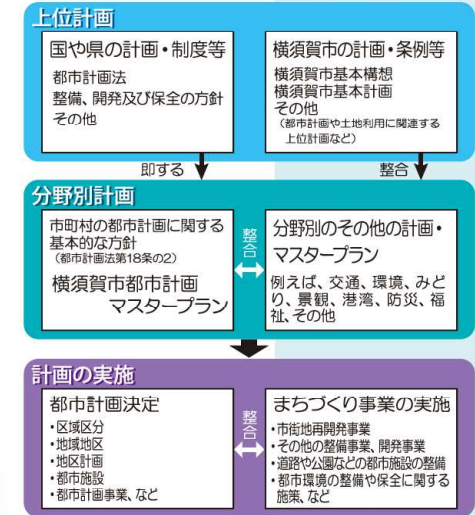 上位計画
国や県の計画・制度等
都市計画法
整備、開発及び保全の方針
その他
横須賀市の計画・条例等
横須賀市基本構想
横須賀市基本計画
その他
（都市計画や土地利用に関連する
上位計画など）
即する
整合
分野別計画
市町村の都市計画に関する
基本的な方針
（都市計画法第18条の2）
横須賀市都市計画
マスタープラン
整合
分野別のその他の計画・
マスタープラン
例えば、交通、環境、みど
り、景観、港湾、防災、福
祉、その他
計画の実施
都市計画決定
・区域区分
・地域地区
・地区計画
・都市施設
・都市計画事業、など
整合
まちづくり事業の実施
・市街地再開発事業
・その他の整備事業、開発事業
・道路や公園などの都市施設の整備
・都市環境の整備や保全に関する
施策、など